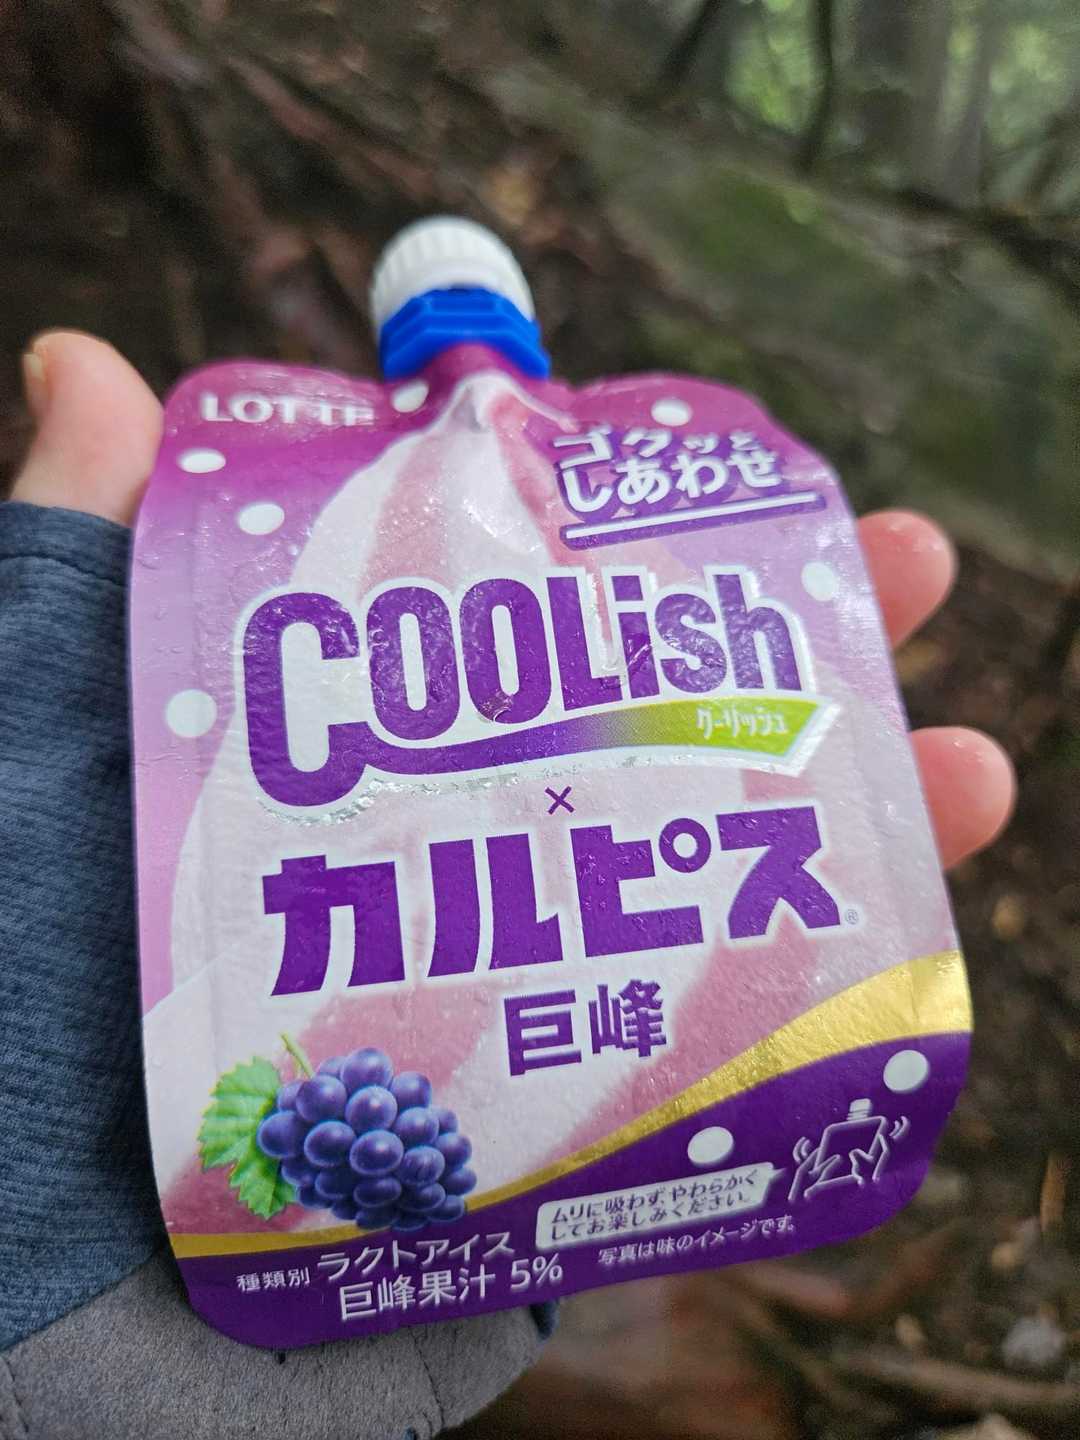 LOTTE
ゴクッと
しあわせ
COOLish
クーリッシュ
×
カルピス®
巨峰
ムリに吸わず、やわらかく
してお楽しみください。
写真は味のイメージです。
種類別 ラクトアイス
巨峰果汁 5%